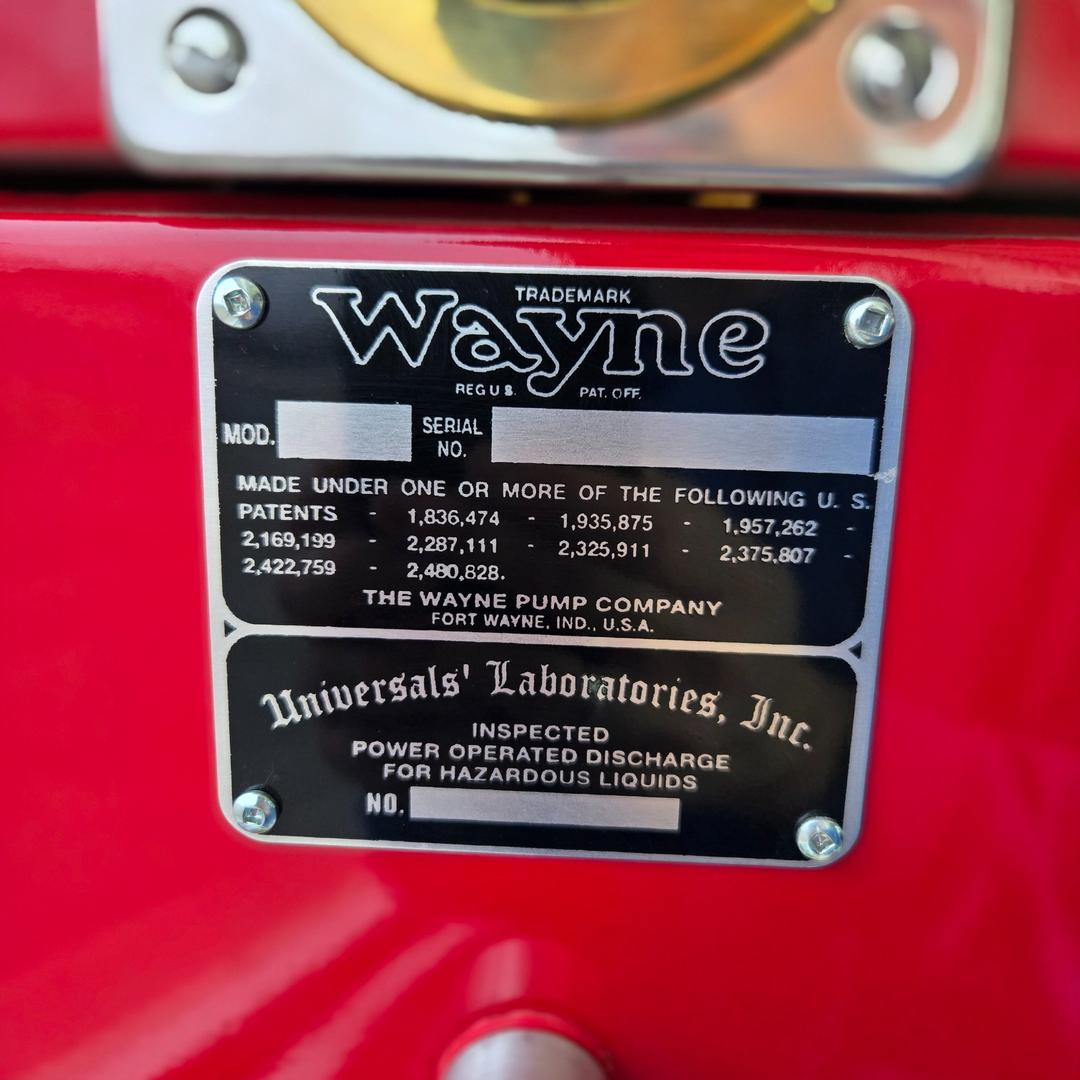 TRADEMARK
Wayne
REG U S. PAT. OFF.
MOD. SERIAL NO.
MADE UNDER ONE OR MORE OF THE FOLLOWING U. S.
PATENTS - 1,836,474 - 1,935,875 - 1,957,262 -
2,169,199 - 2,287,111 - 2,325,911 - 2,375,807 -
2,422,759 - 2,480,828.
THE WAYNE PUMP COMPANY
FORT WAYNE, IND., U.S.A.
Universals' Laboratories, Inc.
INSPECTED
POWER OPERATED DISCHARGE
FOR HAZARDOUS LIQUIDS
NO.